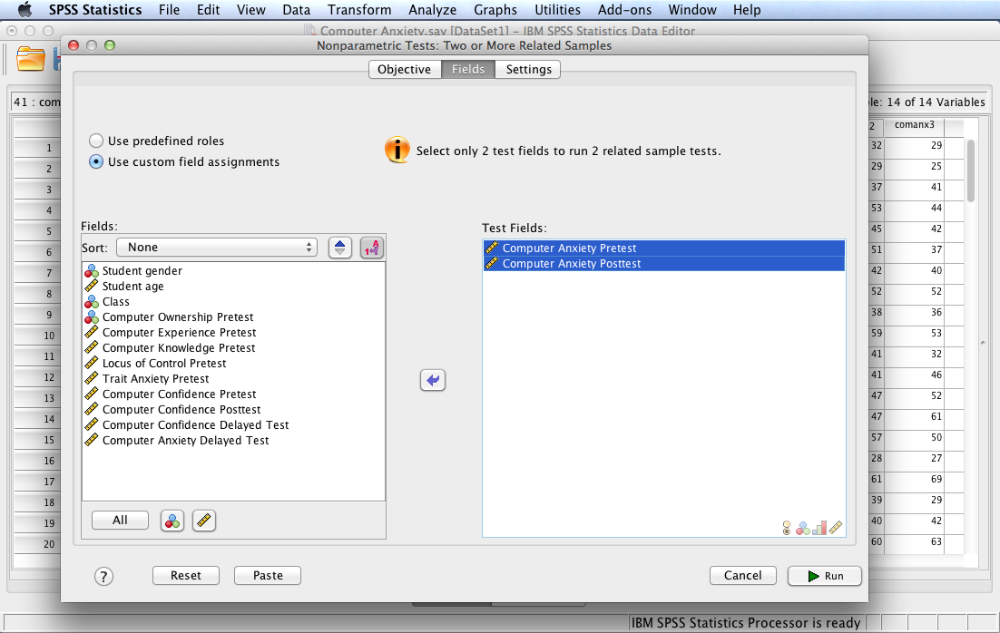 SPSS Statistics File Edit View Data Transform Analyze Graphs Utilities Add-ons Window Help
Computer Anxiety.sav [DataSet1] – IBM SPSS Statistics Data Editor
Nonparametric Tests: Two or More Related Samples
Objective Fields Settings
41 : com
le: 14 of 14 Variables
2 comanx3
Use predefined roles
Use custom field assignments
Select only 2 test fields to run 2 related sample tests.
Fields:
Sort: None
Student gender
Student age
Class
Computer Ownership Pretest
Computer Experience Pretest
Computer Knowledge Pretest
Locus of Control Pretest
Trait Anxiety Pretest
Computer Confidence Pretest
Computer Confidence Posttest
Computer Confidence Delayed Test
Computer Anxiety Delayed Test
All
Test Fields:
Computer Anxiety Pretest
Computer Anxiety Posttest
1 32 29
2 29 25
3 37 41
4 53 44
5 45 42
6 51 37
7 42 40
8 52 52
9 38 36
10 59 53
11 41 32
12 41 46
13 47 52
14 47 61
15 57 50
16 28 27
17 61 69
18 39 29
19 40 42
20 60 63
? Reset Paste Cancel Run
IBM SPSS Statistics Processor is ready